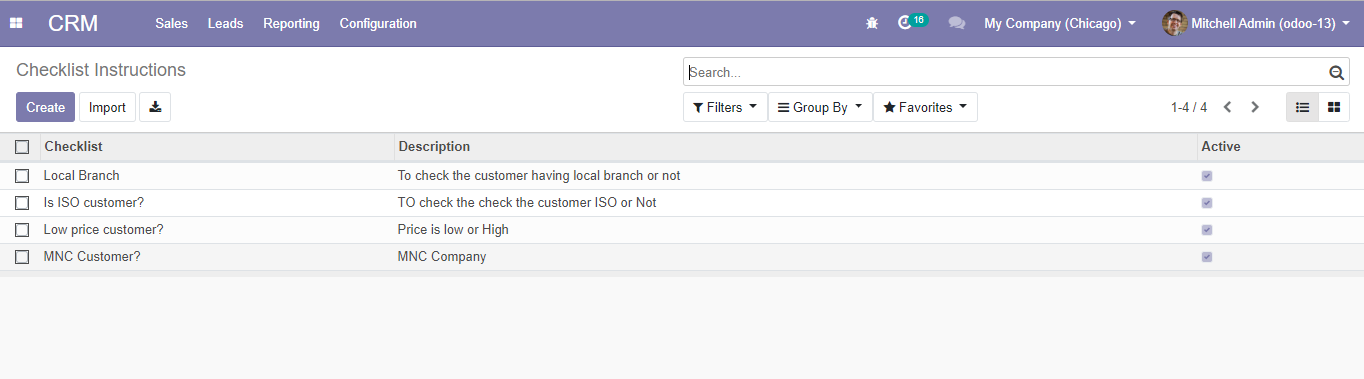 CRM Sales Leads Reporting Configuration 16 My Company (Chicago) Mitchell Admin (odoo-13)
Checklist Instructions Search...
Create Import Filters Group By Favorites 1-4 / 4
Checklist Description Active
Local Branch To check the customer having local branch or not
Is ISO customer? TO check the check the customer ISO or Not
Low price customer? Price is low or High
MNC Customer? MNC Company